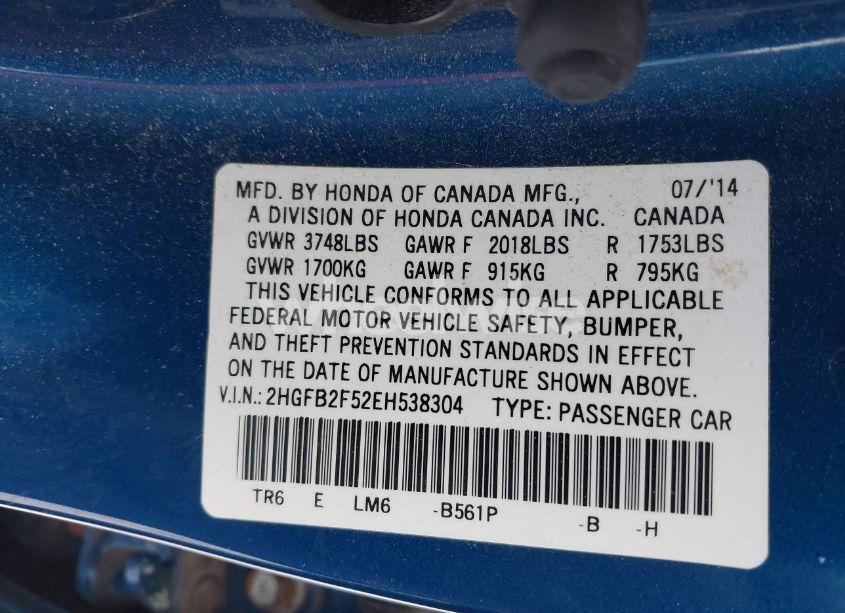 MFD. BY HONDA OF CANADA MFG., 07/'14
A DIVISION OF HONDA CANADA INC. CANADA
GVWR 3748LBS GAWR F 2018LBS R 1753LBS
GVWR 1700KG GAWR F 915KG R 795KG
THIS VEHICLE CONFORMS TO ALL APPLICABLE
FEDERAL MOTOR VEHICLE SAFETY, BUMPER,
AND THEFT PREVENTION STANDARDS IN EFFECT
ON THE DATE OF MANUFACTURE SHOWN ABOVE.
V.I.N.: 2HGFB2F52EH538304 TYPE: PASSENGER CAR
TR6 E LM6 -B561P -B -H